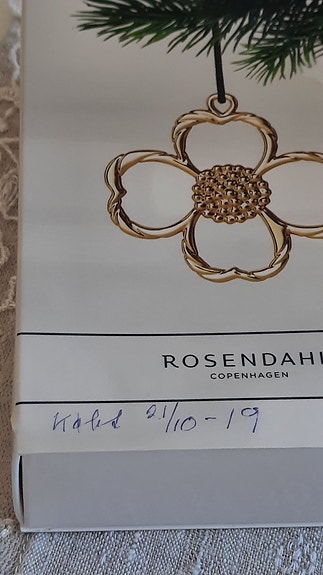 ROSENDAHL
COPENHAGEN
Købt 21/10-19